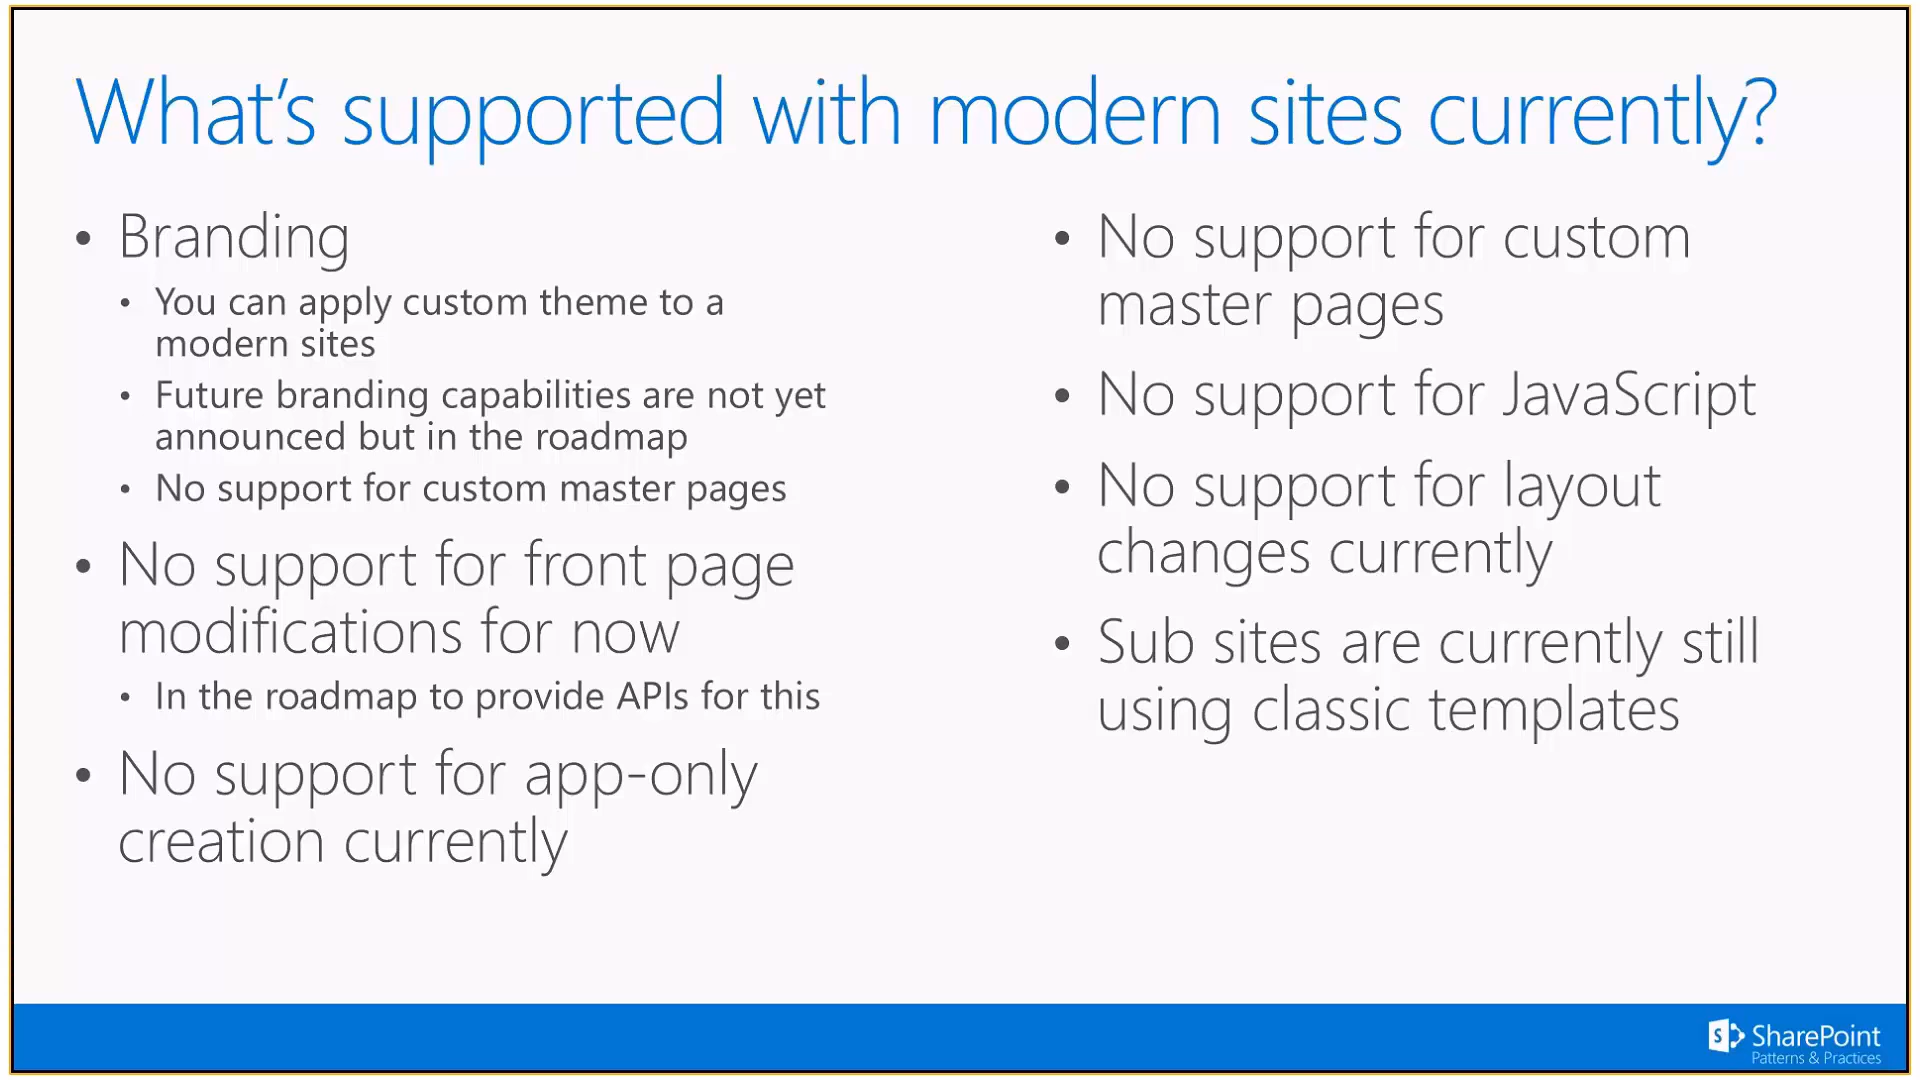 What's supported with modern sites currently?
• Branding
• You can apply custom theme to a
modern sites
• Future branding capabilities are not yet
announced but in the roadmap
• No support for custom master pages
• No support for front page
modifications for now
• In the roadmap to provide APIs for this
• No support for app-only
creation currently
• No support for custom
master pages
• No support for JavaScript
• No support for layout
changes currently
• Sub sites are currently still
using classic templates
S
SharePoint
Patterns & Practices